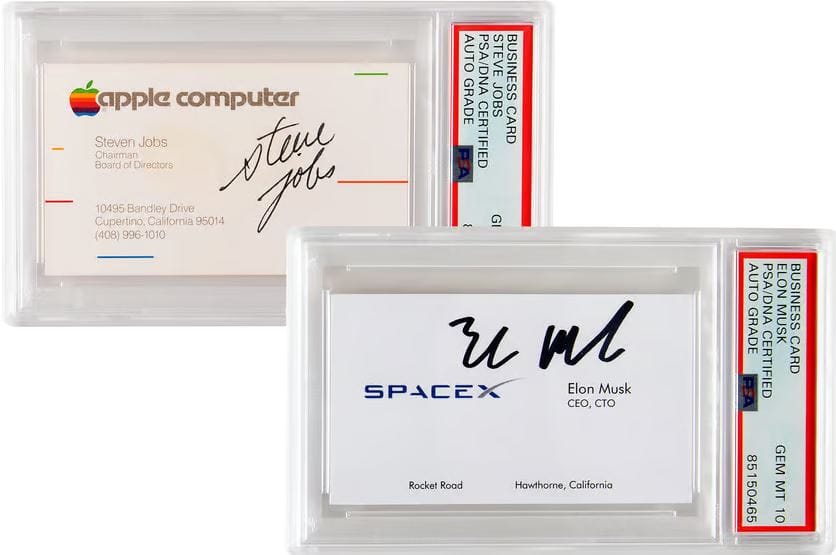 apple computer
Steven Jobs
Chairman
Board of Directors
steve
jobs
10495 Bandley Drive
Cupertino, California 95014
(408) 996-1010
BUSINESS CARD
STEVE JOBS
PSA/DNA CERTIFIED
AUTO GRADE
PSA
SPACEX
Elon Musk
CEO, CTO
Rocket Road
Hawthorne, California
BUSINESS CARD
ELON MUSK
PSA/DNA CERTIFIED
AUTO GRADE
GEM MT 10
85150465
PSA